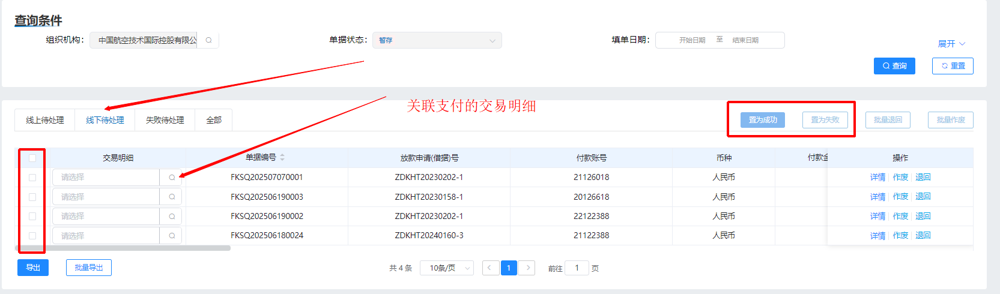 查询条件
组织机构： 中国航空技术国际控股有限公 单据状态： 暂存 填单日期： 开始日期 至 结束日期
展开
查询 重置
关联支付的交易明细
线上待处理 线下待处理 失败待处理 全部 置为成功 置为失败 批量退回 批量作废
交易明细 单据编号 放款申请(借据)号 付款账号 币种 付款金 操作
请选择 FKSQ202507070001 ZDKHT20230202-1 21126018 人民币 详情 作废 退回
请选择 FKSQ202506190003 ZDKHT20230158-1 20126618 人民币 详情 作废 退回
请选择 FKSQ202506190002 ZDKHT20230202-1 22122388 人民币 详情 作废 退回
请选择 FKSQ202506180024 ZDKHT20240160-3 21122388 人民币 详情 作废 退回
导出 批量导出 共 4 条 10条/页 1 前往 1 页